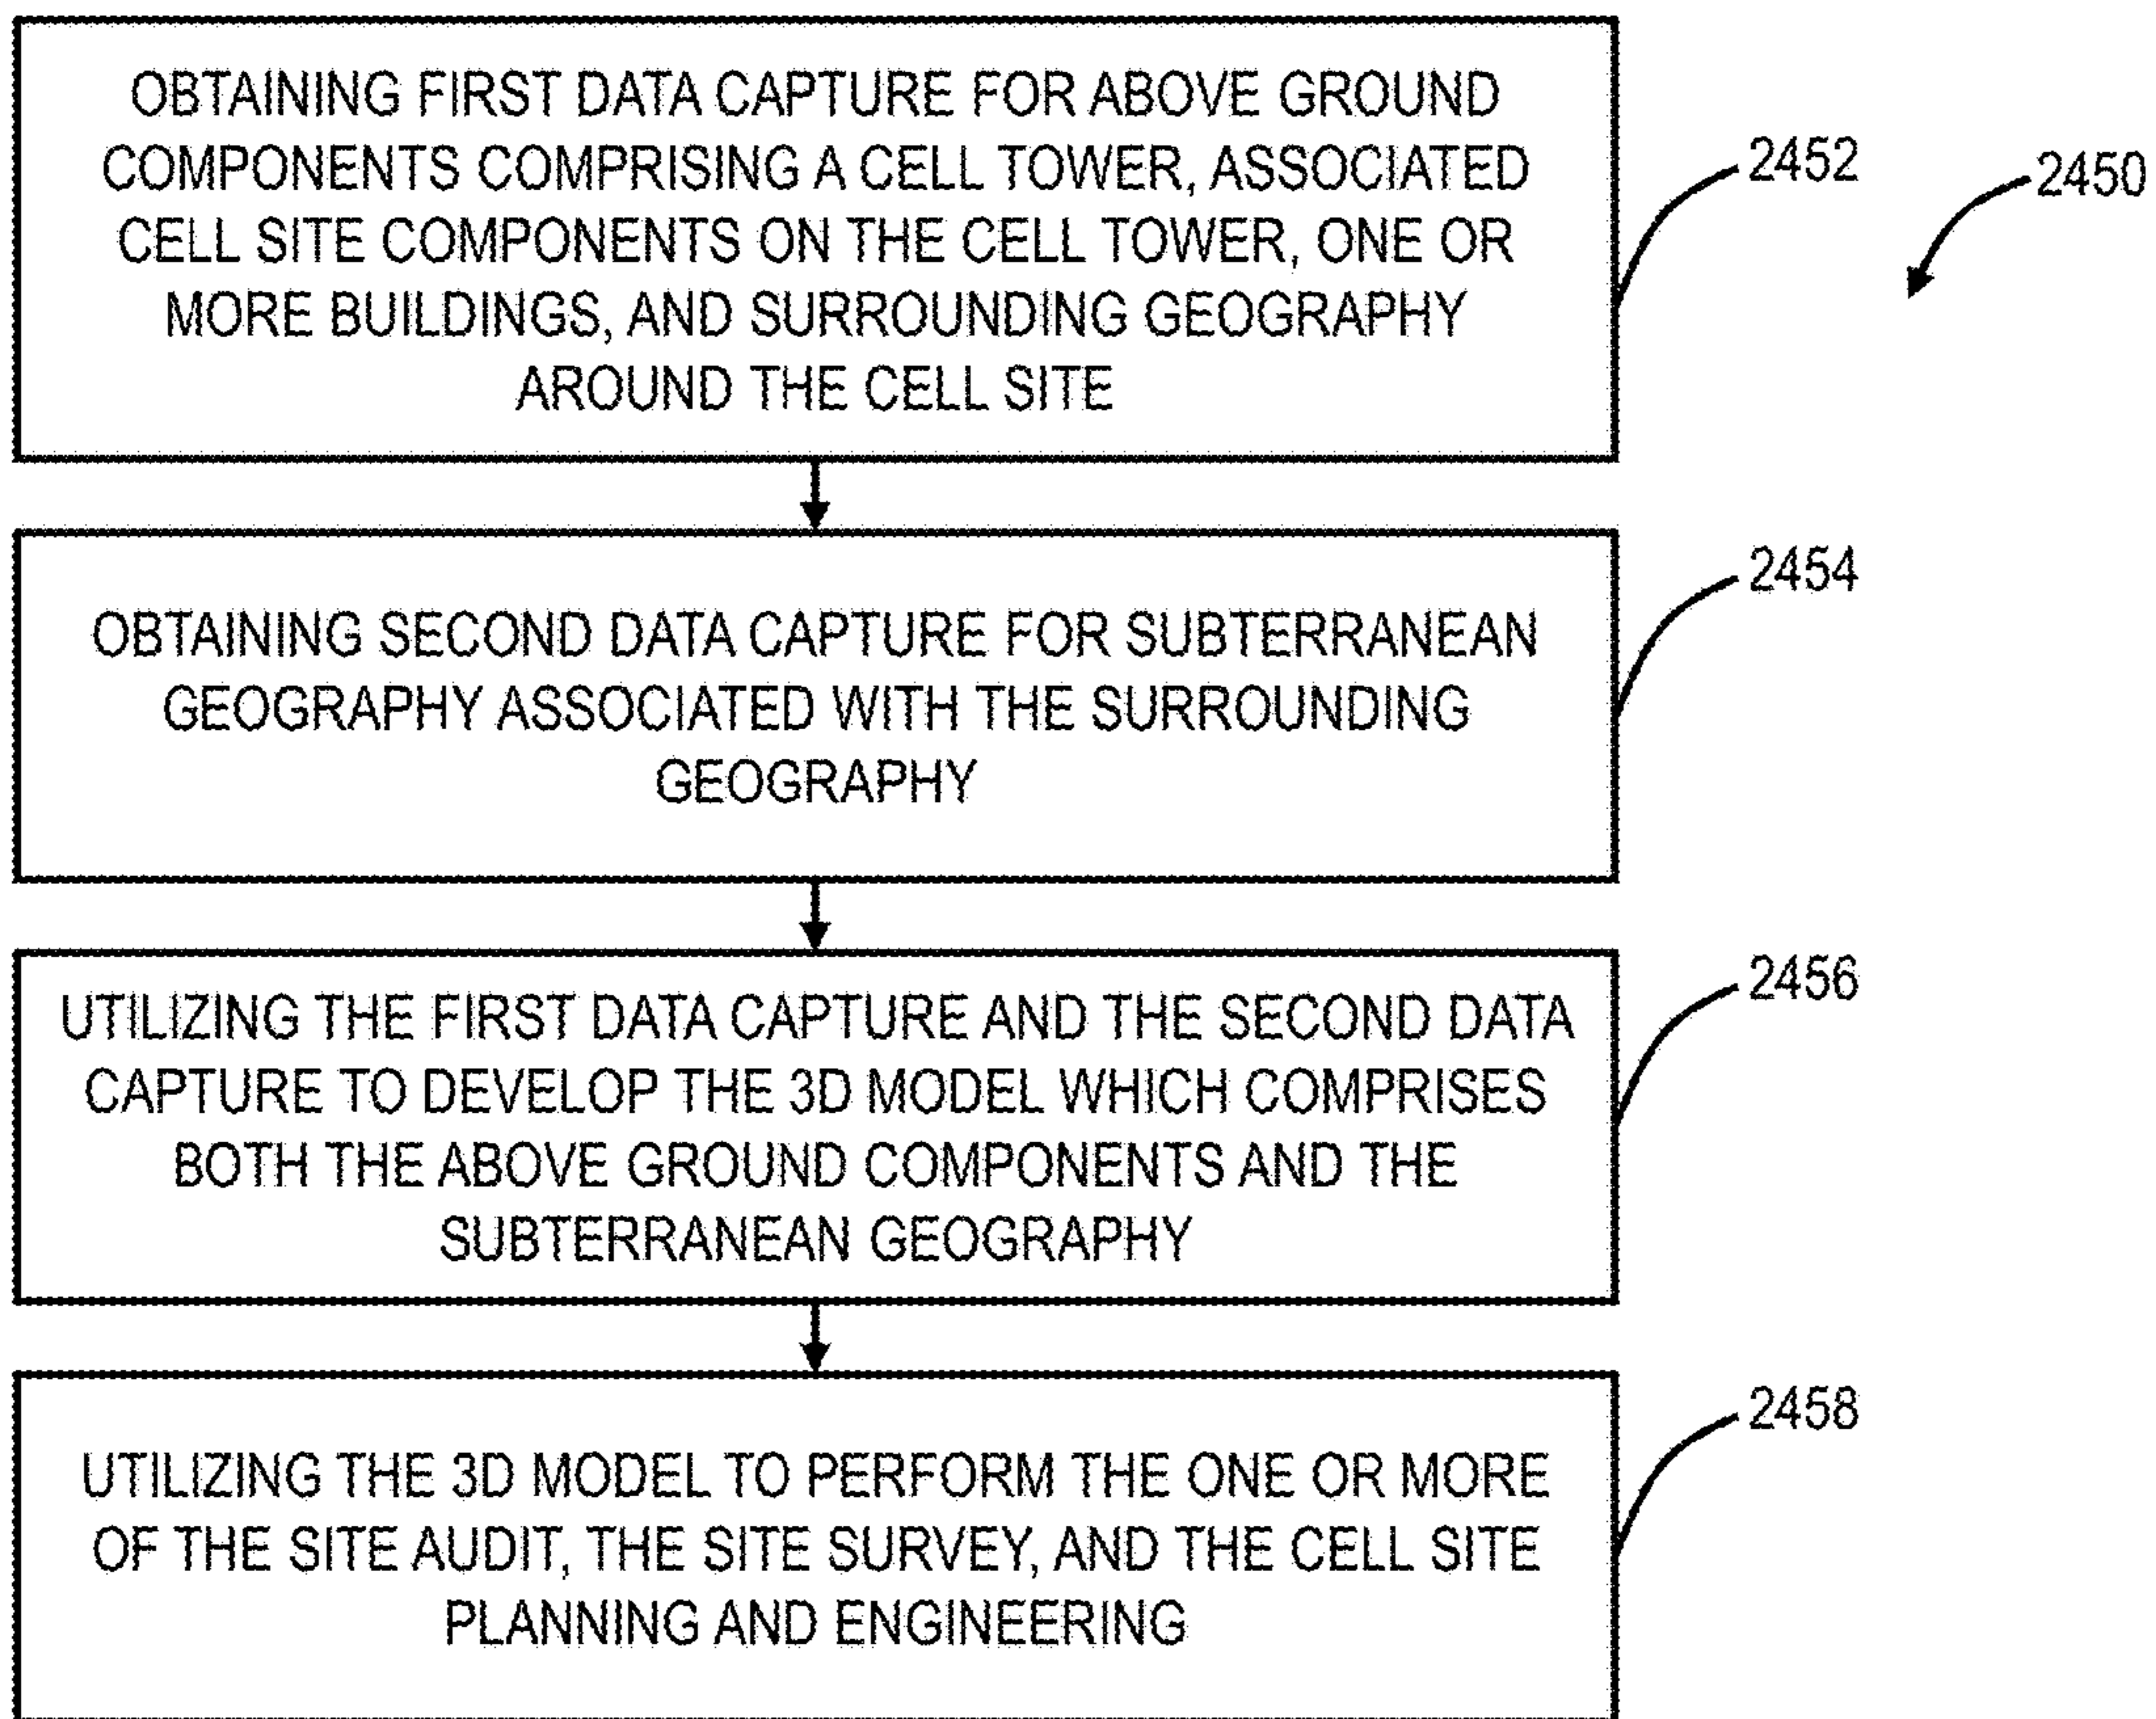 OBTAINING FIRST DATA CAPTURE FOR ABOVE GROUND
COMPONENTS COMPRISING A CELL TOWER, ASSOCIATED
CELL SITE COMPONENTS ON THE CELL TOWER, ONE OR
MORE BUILDINGS, AND SURROUNDING GEOGRAPHY
AROUND THE CELL SITE
2452
2450
OBTAINING SECOND DATA CAPTURE FOR SUBTERRANEAN
GEOGRAPHY ASSOCIATED WITH THE SURROUNDING
GEOGRAPHY
2454
UTILIZING THE FIRST DATA CAPTURE AND THE SECOND DATA
CAPTURE TO DEVELOP THE 3D MODEL WHICH COMPRISES
BOTH THE ABOVE GROUND COMPONENTS AND THE
SUBTERRANEAN GEOGRAPHY
2456
UTILIZING THE 3D MODEL TO PERFORM THE ONE OR MORE
OF THE SITE AUDIT, THE SITE SURVEY, AND THE CELL SITE
PLANNING AND ENGINEERING
2458